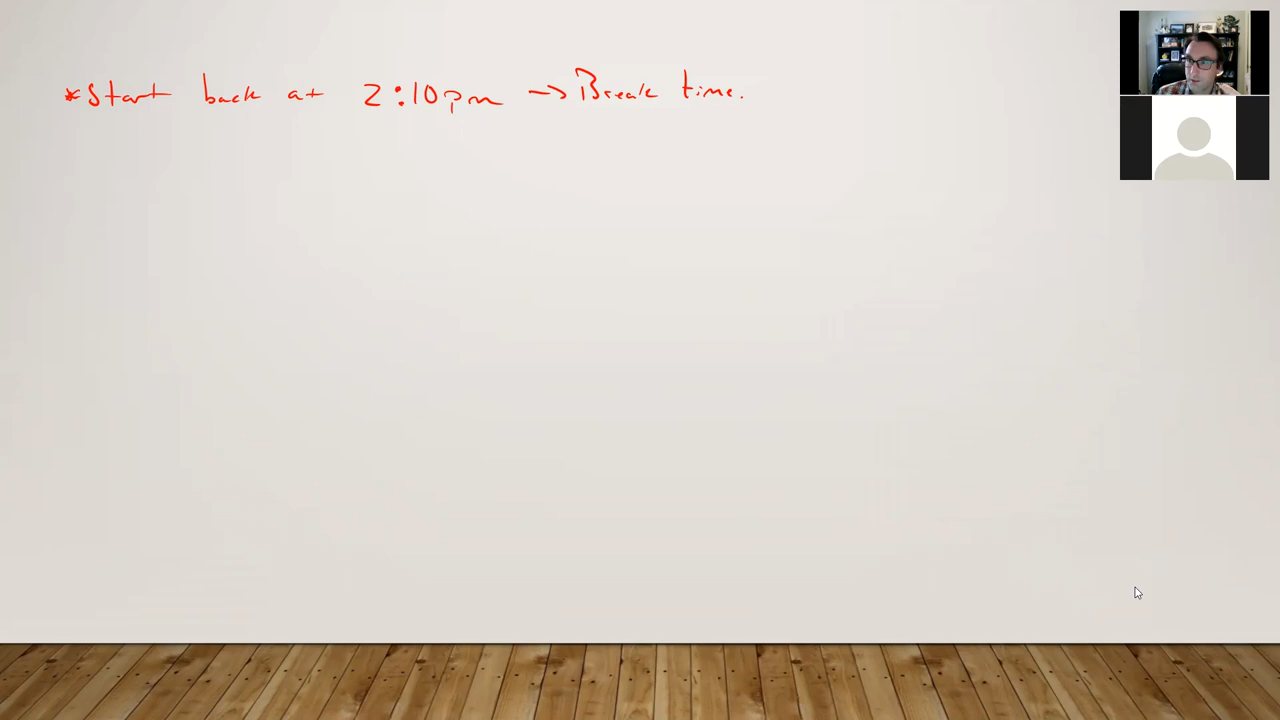 *Start back at 2:10pm → Break time.